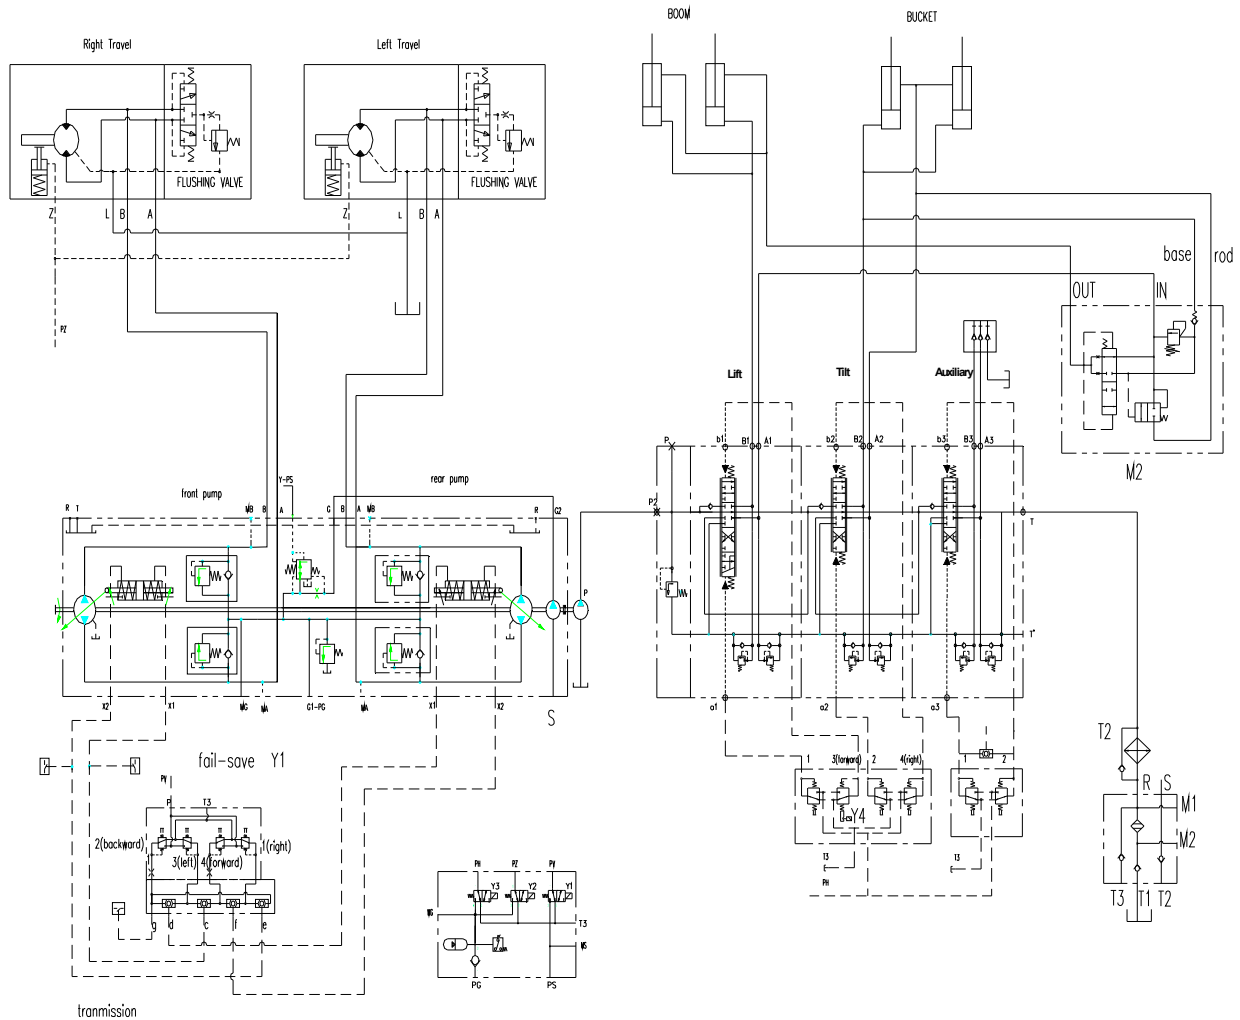 BOOM
BUCKET
Right Travel
Left Travel
FLUSHING VALVE
FLUSHING VALVE
Z L B A
Z L B A
PZ
base rod
OUT IN
M2
Lift Tilt Auxiliary
b1 B1 A1 b2 B2 A2 b3 B3 A3
P
P2
T
front pump
rear pump
Y-PS
R T MB B A G B A MB R G2
P
T'
X2 X1 MG MA G1-PG MA X1 X2
S
a1 a2 a3
fail-save Y1
PV
P T3
2(backward)
3(left) 4(forward)
1(right)
g d c f e
1 3(forward) 2 4(right)
1 2
Y4
T3
PH
T3
T2
R S
M1
M2
T3 T1 T2
PH PZ PV
Y3 Y2 Y1
MG
T3
MS
PG PS
tranmission